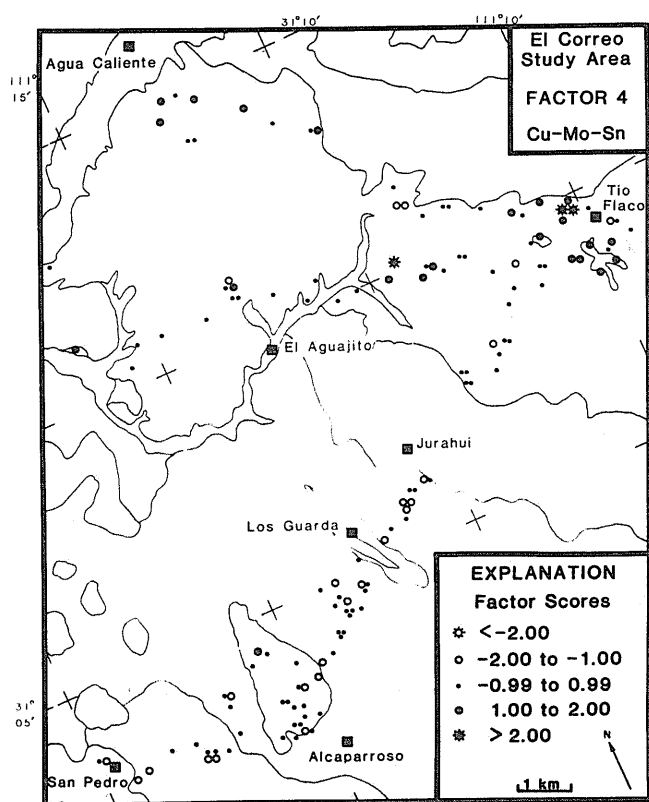 31°10'
111°10'
Agua Caliente
El Correo
Study Area
FACTOR 4
Cu-Mo-Sn
111°
15'
Tio
Flaco
El Aguajito
Jurahui
Los Guarda
EXPLANATION
Factor Scores
<-2.00
-2.00 to -1.00
-0.99 to 0.99
1.00 to 2.00
>2.00
N
1 km
31°
05'
Alcaparroso
San Pedro